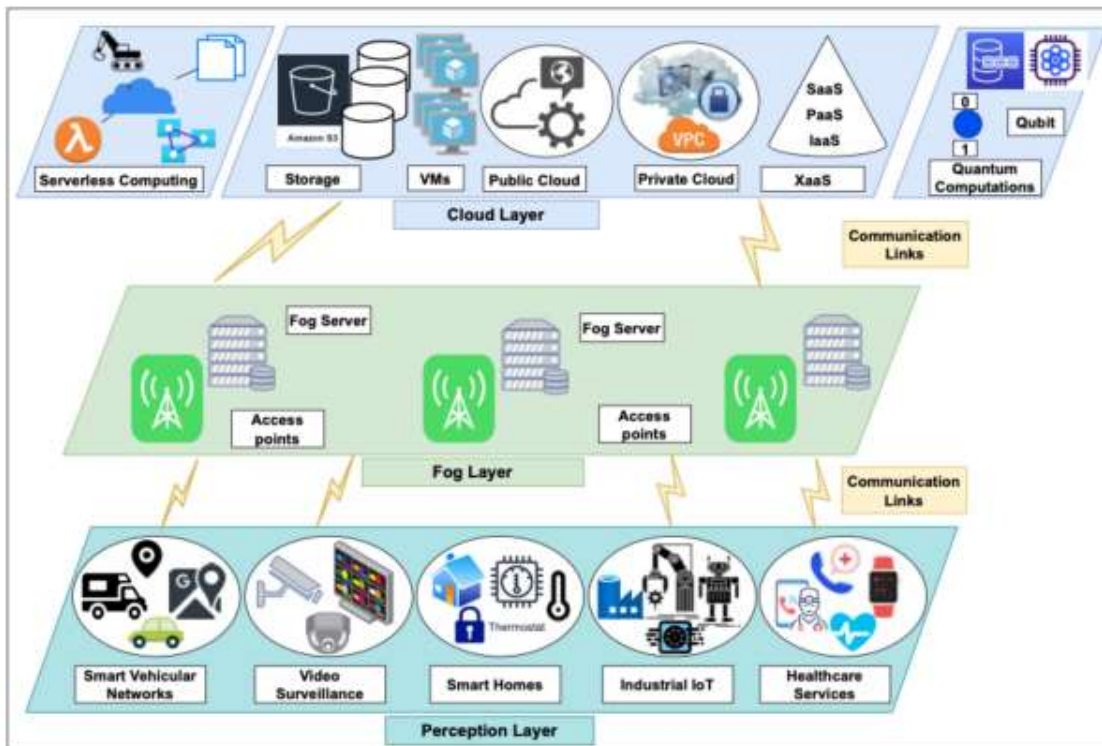 Amazon S3
SaaS
PaaS
IaaS
VPC
0
Qubit
1
Serverless Computing
Storage
VMs
Public Cloud
Private Cloud
XaaS
Quantum
Computations
Cloud Layer
Communication
Links
Fog Server
Fog Server
Access
points
Access
points
Fog Layer
Communication
Links
G
Thermostat
Smart Vehicular
Networks
Video
Surveillance
Smart Homes
Industrial IoT
Healthcare
Services
Perception Layer